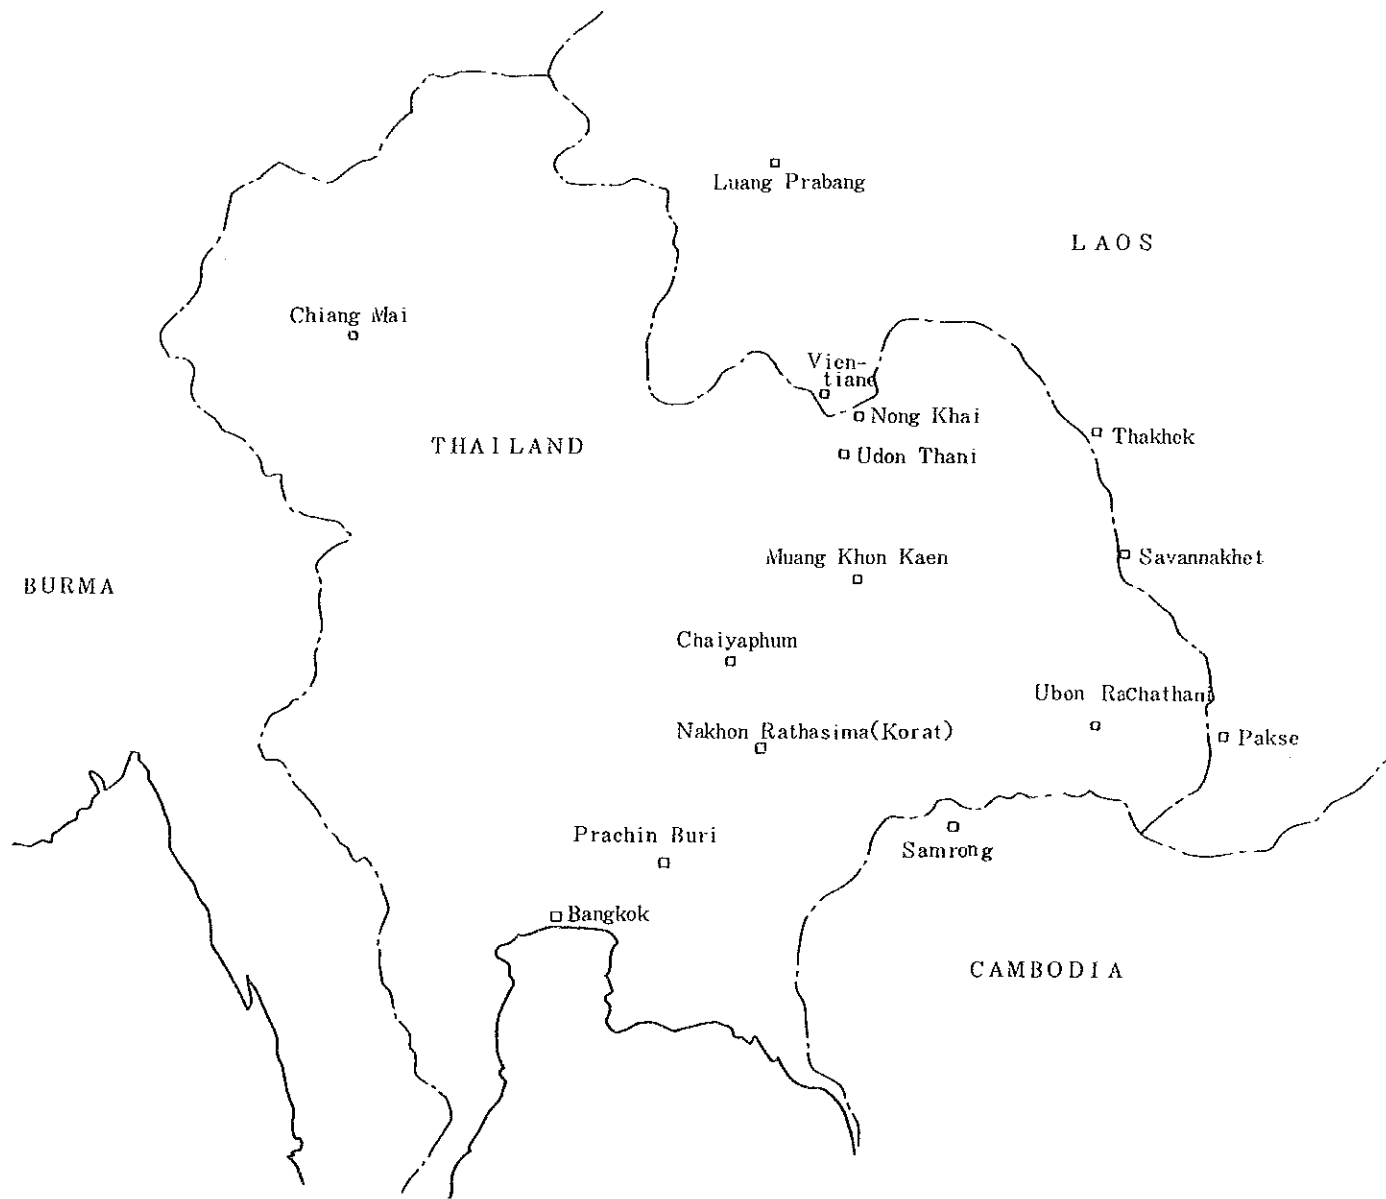 Luang Prabang
LAOS
Chiang Mai
Vien-
tiane
Nong Khai
THAILAND
Thakhek
Udon Thani
Muang Khon Kaen
Savannakhet
BURMA
Chaiyaphum
Ubon RaChathani
Nakhon Rathasima(Korat)
Pakse
Prachin Buri
Samrong
Bangkok
CAMBODIA